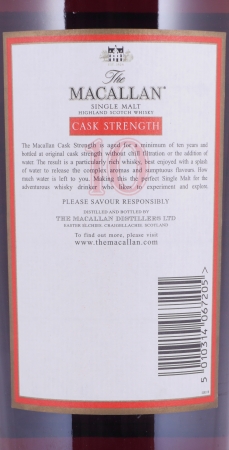 The
MACALLAN
SINGLE MALT
HIGHLAND SCOTCH WHISKY
CASK STRENGTH
10
The Macallan Cask Strength is aged for a minimum of ten years and
bottled at original cask strength without chill filtration or the addition of
water. The result is a particularly rich whisky, best enjoyed with a splash
of water to release the complex aromas and sumptuous flavours. How
much water is left to you. Making this the perfect Single Malt for the
adventurous whisky drinker who likes to experiment and explore.
PLEASE SAVOUR RESPONSIBLY
DISTILLED AND BOTTLED BY
THE MACALLAN DISTILLERS LTD
EASTER ELCHIES, CRAIGELLACHIE, SCOTLAND
To find out more, please visit
www.themacallan.com
5 010314 067205 >